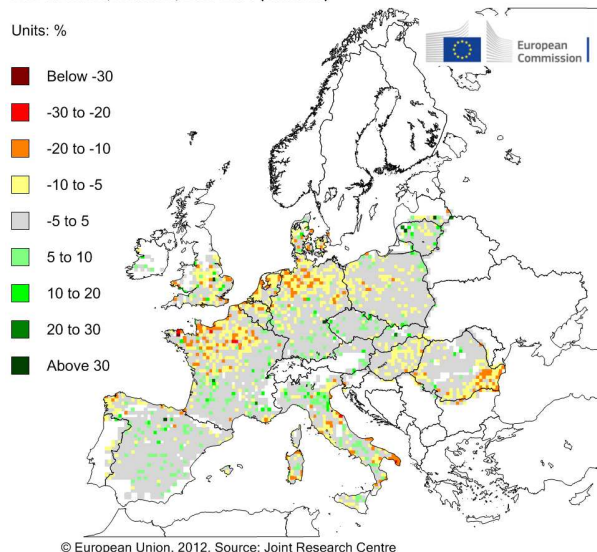 Units: %
European
Commission
Below -30
-30 to -20
-20 to -10
-10 to -5
-5 to 5
5 to 10
10 to 20
20 to 30
Above 30
© European Union, 2012. Source: Joint Research Centre